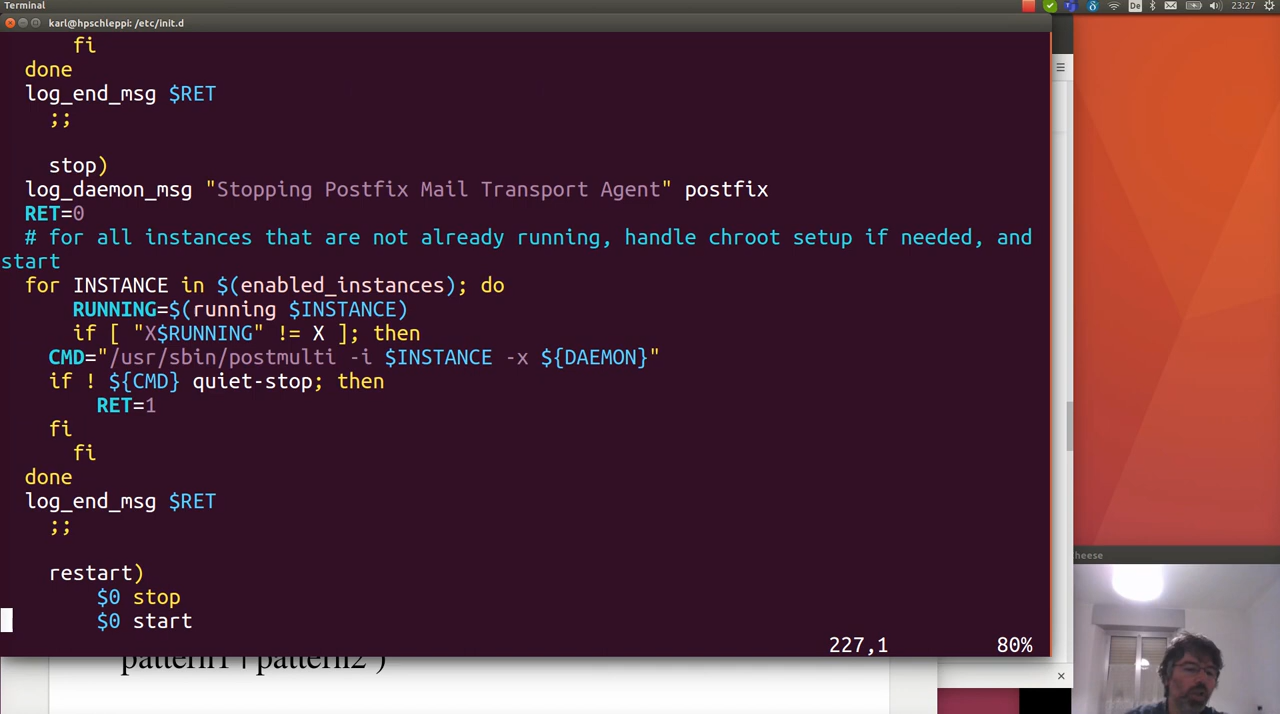 Terminal
De
23:27
karl@hpschleppi: /etc/init.d
fi
done
log_end_msg $RET
;;
stop)
log_daemon_msg "Stopping Postfix Mail Transport Agent" postfix
RET=0
# for all instances that are not already running, handle chroot setup if needed, and
start
for INSTANCE in $(enabled_instances); do
RUNNING=$(running $INSTANCE)
if [ "X$RUNNING" != X ]; then
CMD="/usr/sbin/postmulti -i $INSTANCE -x ${DAEMON}"
if ! ${CMD} quiet-stop; then
RET=1
fi
fi
done
log_end_msg $RET
;;
restart)
$0 stop
$0 start
227,1 80%
pattern1 | pattern2 )
heese